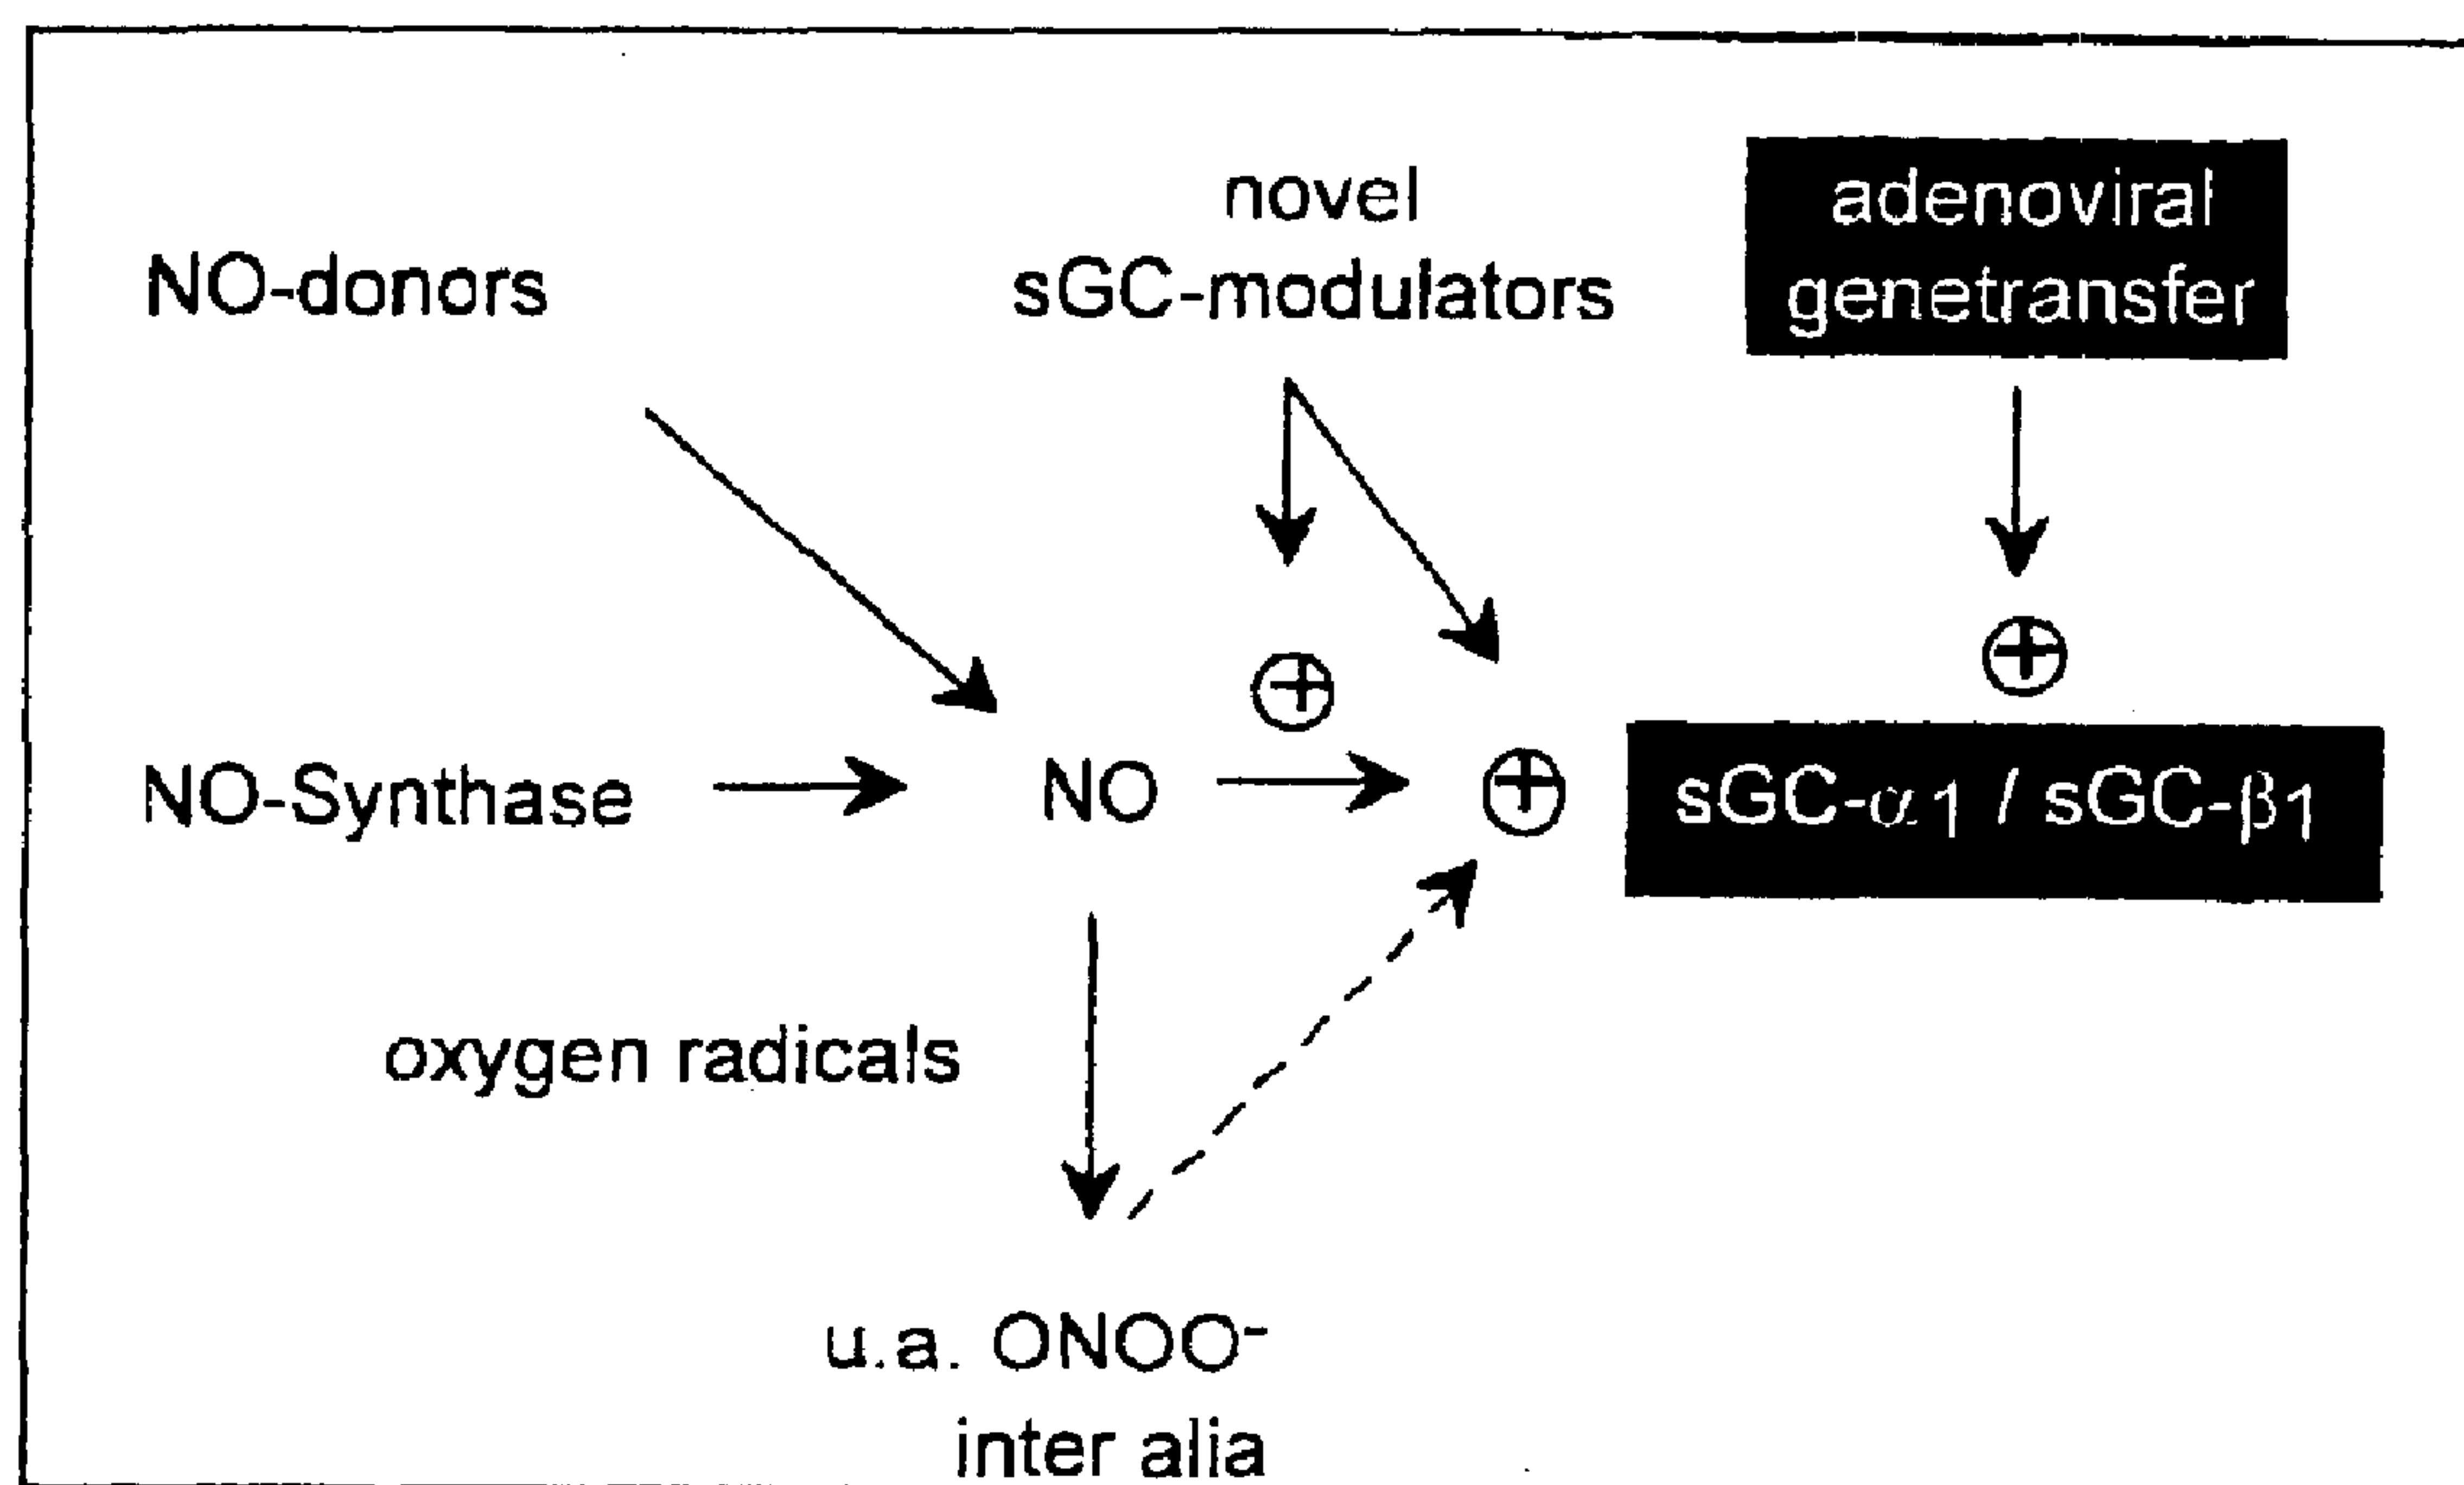 novel
sGC-modulators
adenoviral
genetransfer
NO-donors
NO-Synthase
NO
sGC-α1 / sGC-β1
oxygen radicals
u.a. ONOO⁻
inter alia